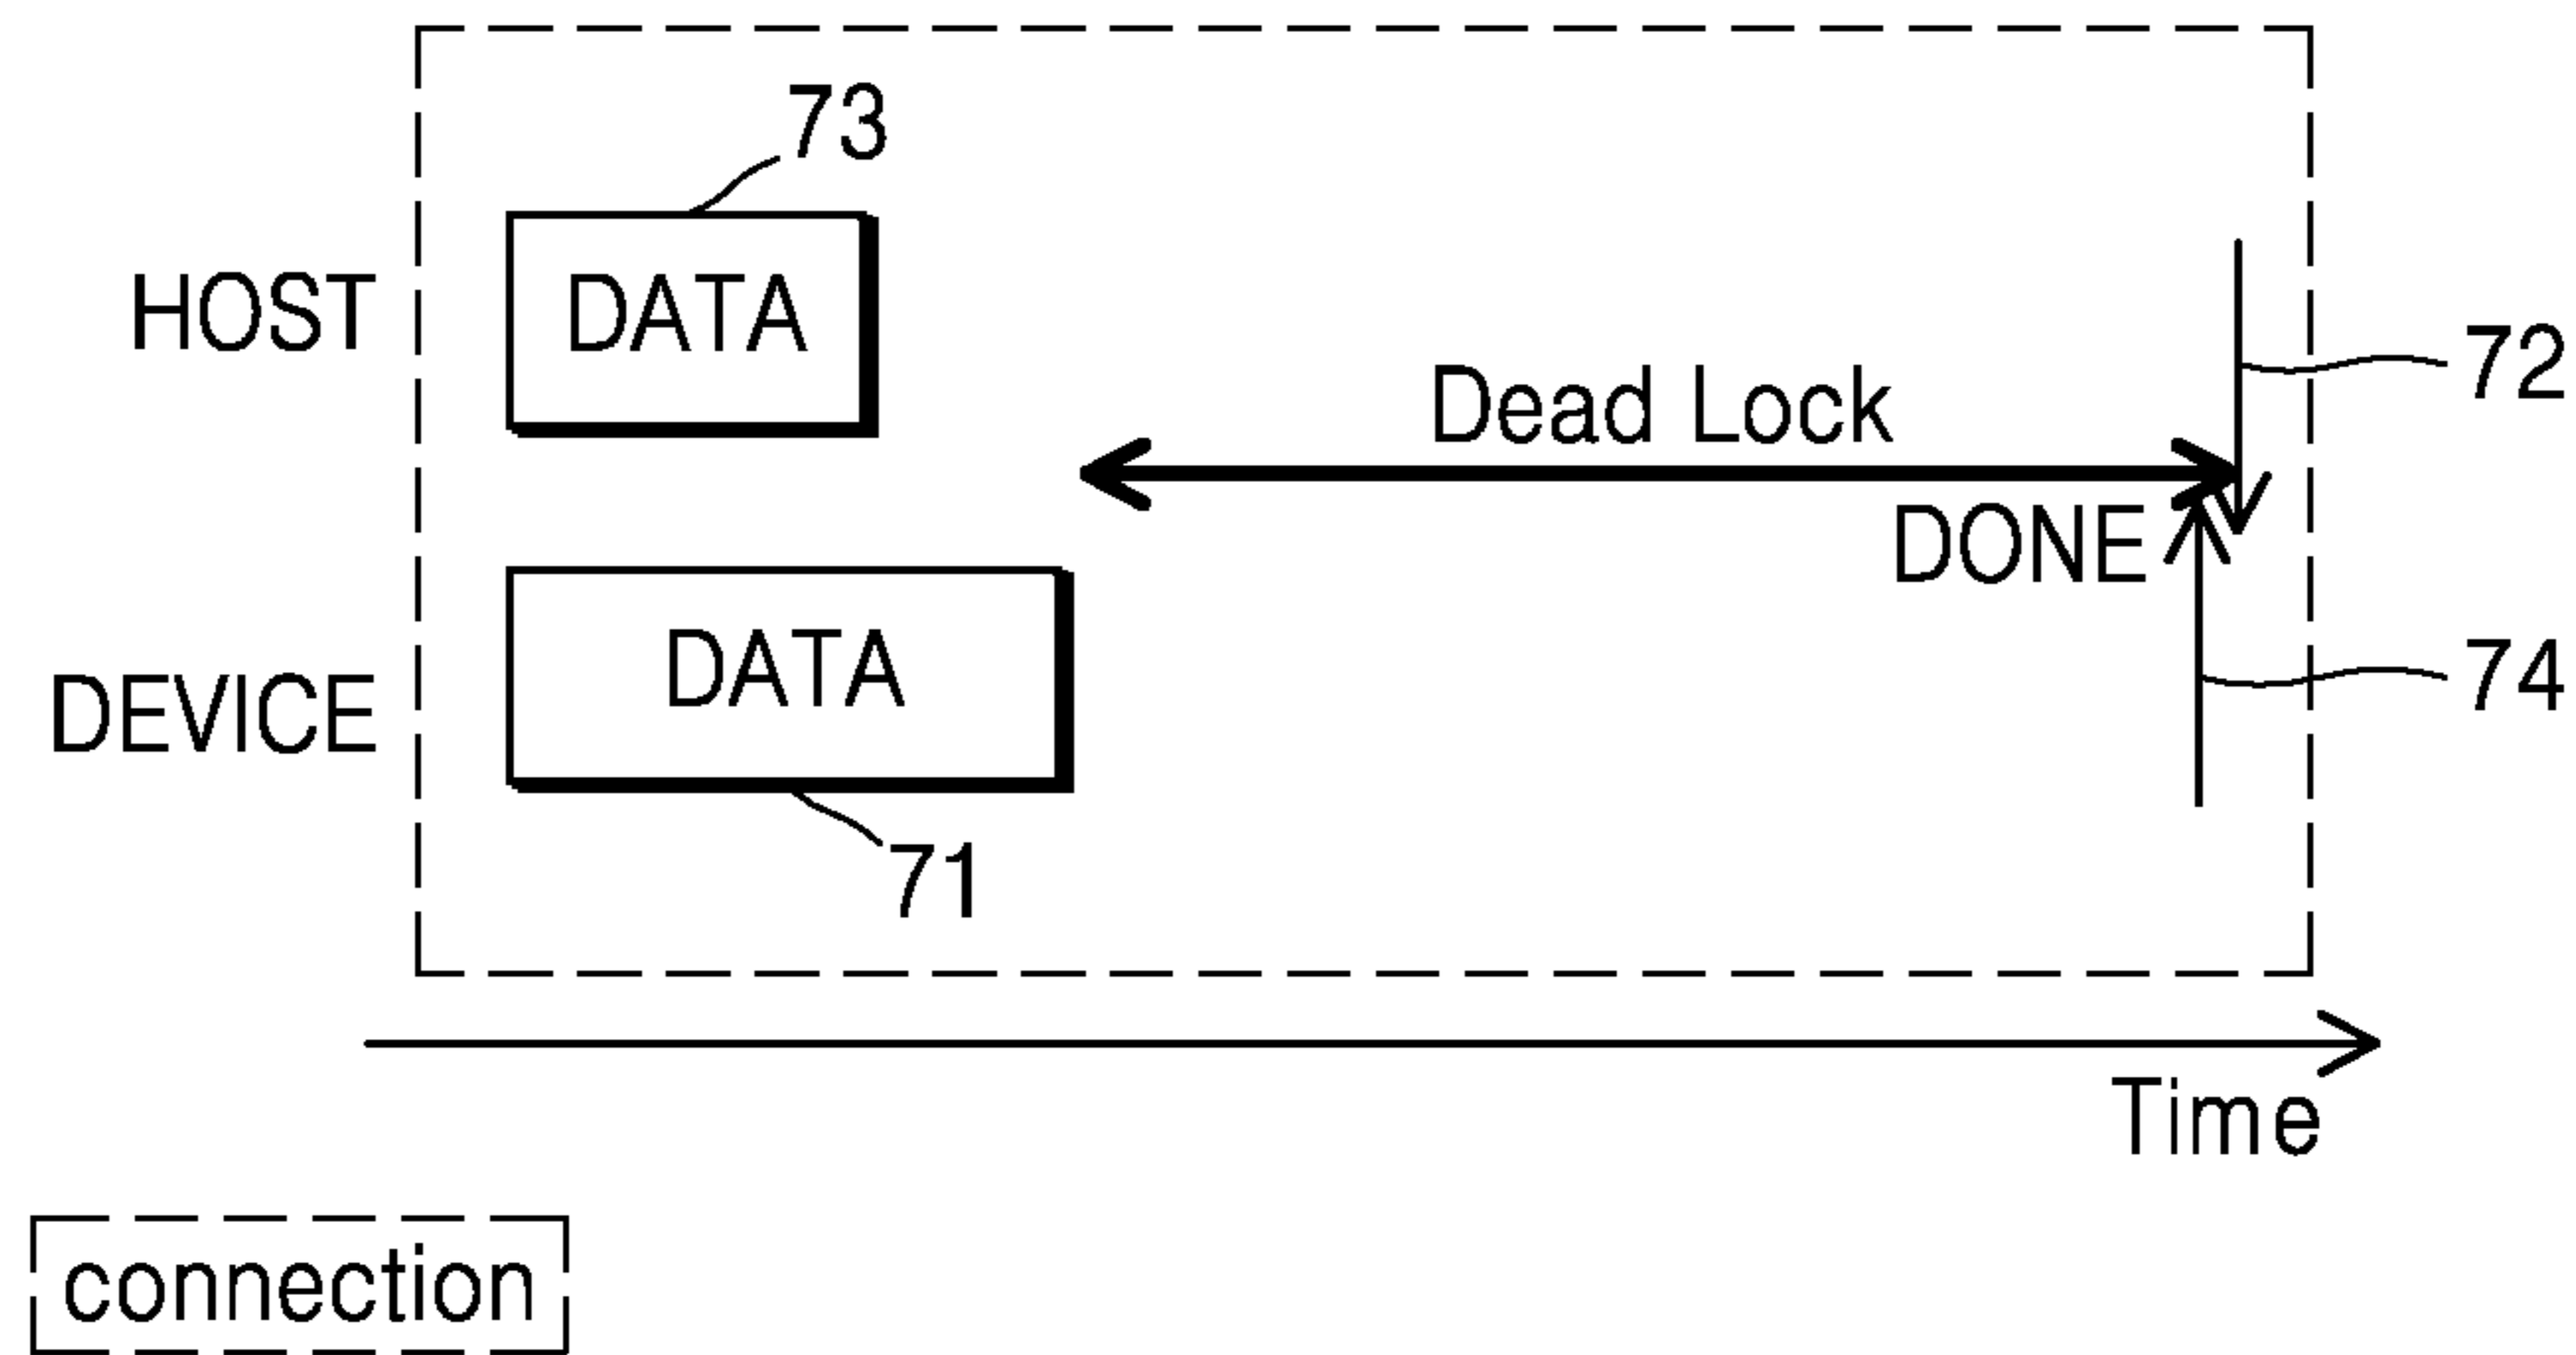 73
HOST
DATA
Dead Lock
72
DONE
DEVICE
DATA
74
71
Time
connection